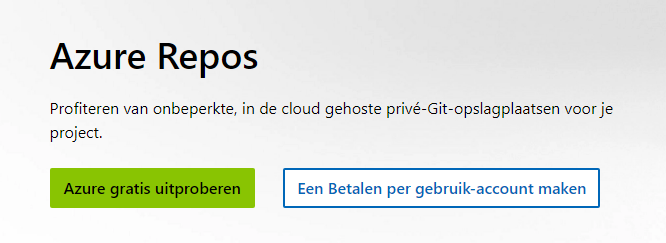 Azure Repos
Profiteren van onbeperkte, in de cloud gehoste privé-Git-opslagplaatsen voor je
project.
Azure gratis uitproberen
Een Betalen per gebruik-account maken